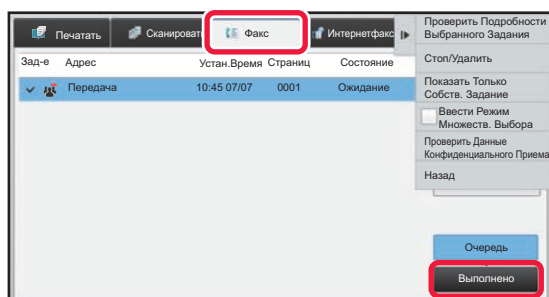 Печатать
Сканироват
Факс
Интернетфакс
Зад-е Адрес Устан.Время Страниц Состояние
Передача 10:45 07/07 0001 Ожидание
Проверить Подробности
Выбранного Задания
Стоп/Удалить
Показать Только
Собств. Задание
Ввести Режим
Множеств. Выбора
Проверить Данные
Конфиденциального Приема
Назад
Очередь
Выполнено